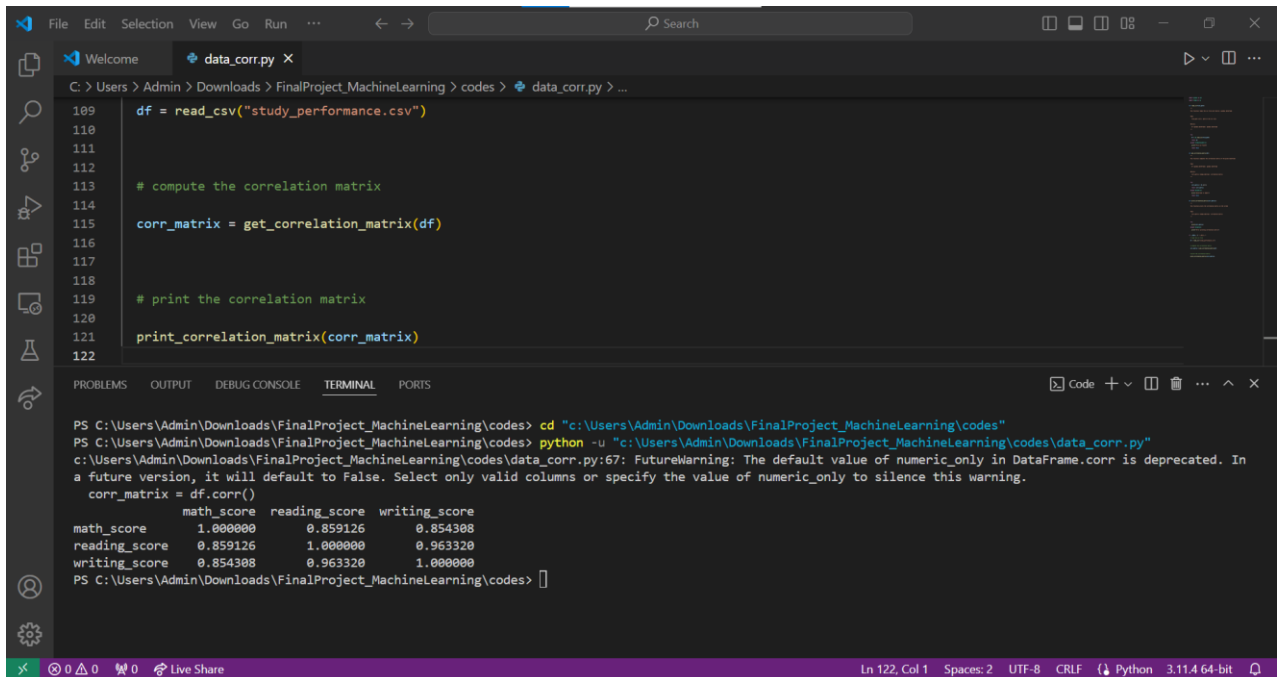 File Edit Selection View Go Run ··· ← → Search
Welcome data_corr.py ×
C: > Users > Admin > Downloads > FinalProject_MachineLearning > codes > data_corr.py > ...
109 df = read_csv("study_performance.csv")
110
111
112
113 # compute the correlation matrix
114
115 corr_matrix = get_correlation_matrix(df)
116
117
118
119 # print the correlation matrix
120
121 print_correlation_matrix(corr_matrix)
122
PROBLEMS OUTPUT DEBUG CONSOLE TERMINAL PORTS Code
PS C:\Users\Admin\Downloads\FinalProject_MachineLearning\codes> cd "c:\Users\Admin\Downloads\FinalProject_MachineLearning\codes"
PS C:\Users\Admin\Downloads\FinalProject_MachineLearning\codes> python -u "c:\Users\Admin\Downloads\FinalProject_MachineLearning\codes\data_corr.py"
c:\Users\Admin\Downloads\FinalProject_MachineLearning\codes\data_corr.py:67: FutureWarning: The default value of numeric_only in DataFrame.corr is deprecated. In
a future version, it will default to False. Select only valid columns or specify the value of numeric_only to silence this warning.
corr_matrix = df.corr()
math_score reading_score writing_score
math_score 1.000000 0.859126 0.854308
reading_score 0.859126 1.000000 0.963320
writing_score 0.854308 0.963320 1.000000
PS C:\Users\Admin\Downloads\FinalProject_MachineLearning\codes>
0 0 0 Live Share Ln 122, Col 1 Spaces: 2 UTF-8 CRLF Python 3.11.4 64-bit